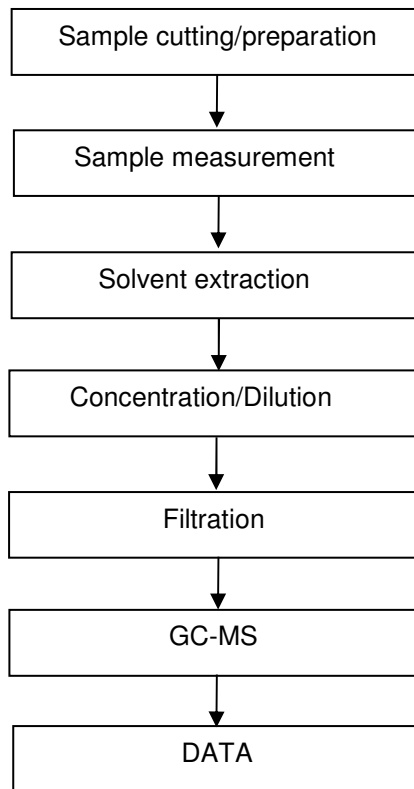 Sample cutting/preparation
Sample measurement
Solvent extraction
Concentration/Dilution
Filtration
GC-MS
DATA